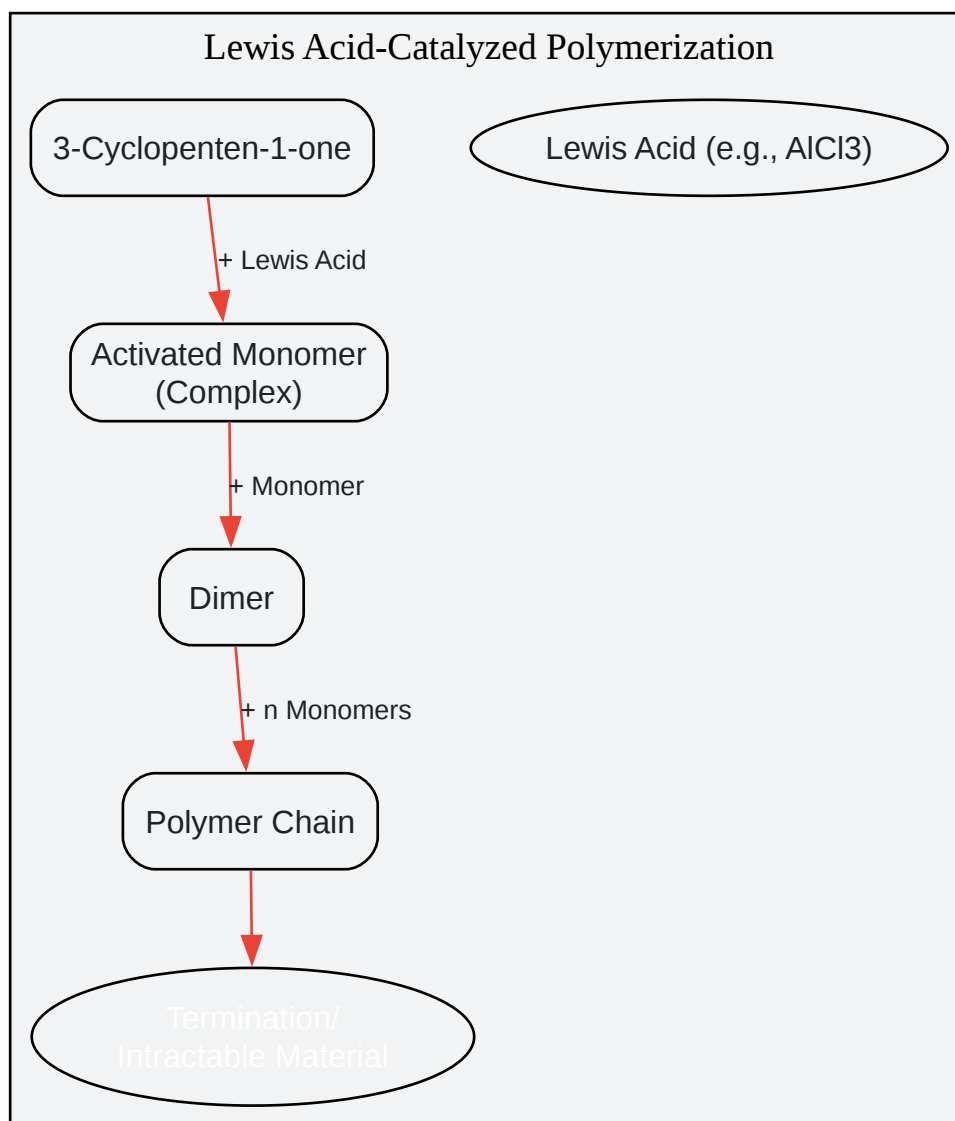 Lewis Acid-Catalyzed Polymerization
3-Cyclopenten-1-one
Lewis Acid (e.g., AlCl3)
+ Lewis Acid
Activated Monomer
(Complex)
+ Monomer
Dimer
+ n Monomers
Polymer Chain
Termination/
Intractable Material